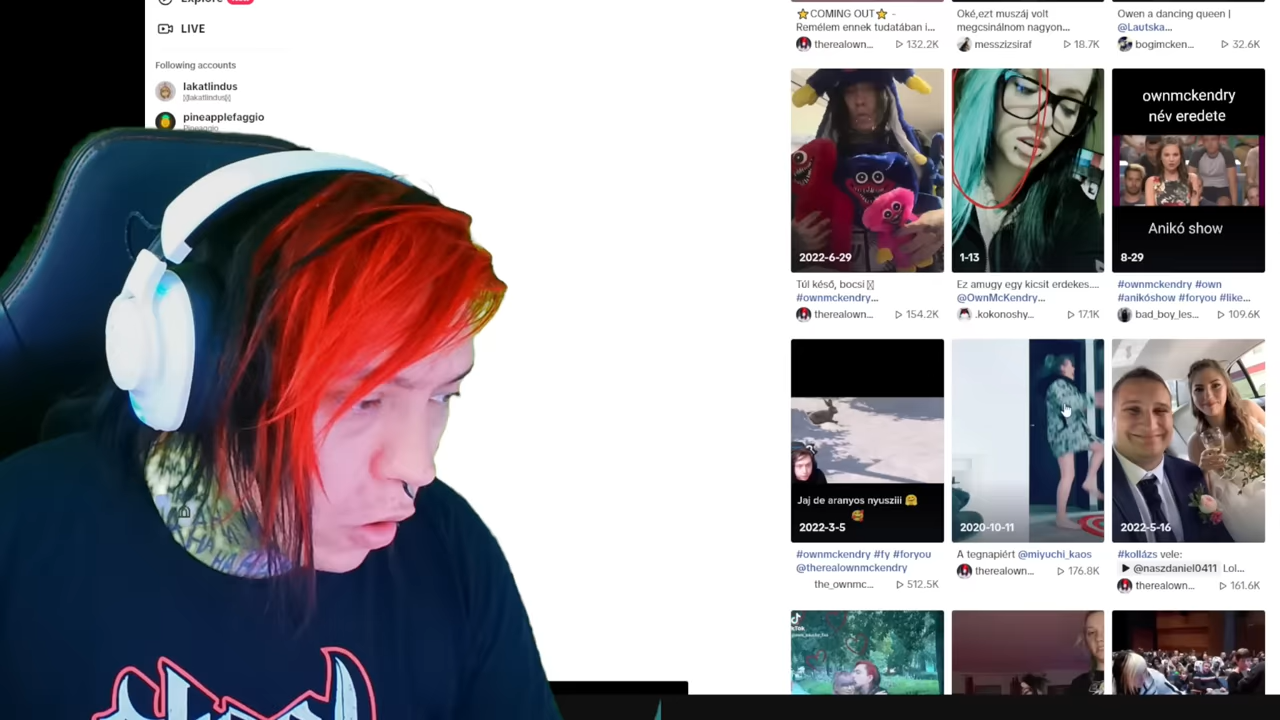 Explore
New
LIVE
Following accounts
lakatlindus
pineapplefaggio
Pineaggio
⭐COMING OUT⭐ -
Remélem ennek tudatában i...
therealown... 132.2K
Oké,ezt muszáj volt
megcsinálnom nagyon...
messzizsiraf 18.7K
Owen a dancing queen |
@Lautska...
bogimcken... 32.6K
2022-6-29
Túl késő, bocsi
#ownmckendry...
therealown... 154.2K
1-13
Ez amugy egy kicsit erdekes....
@OwnMcKendry...
.kokonoshy... 17.1K
ownmckendry
név eredete
Anikó show
8-29
#ownmckendry #own
#anikóshow #foryou #like...
bad_boy_les... 109.6K
Jaj de aranyos nyusziii 🤗
🥰
2022-3-5
#ownmckendry #fy #foryou
@therealownmckendry
the_ownmc... 512.5K
2020-10-11
A tegnapiért @miyuchi_kaos
therealown... 176.8K
2022-5-16
#kollázs vele:
@naszdaniel0411 Lol...
therealown... 161.6K